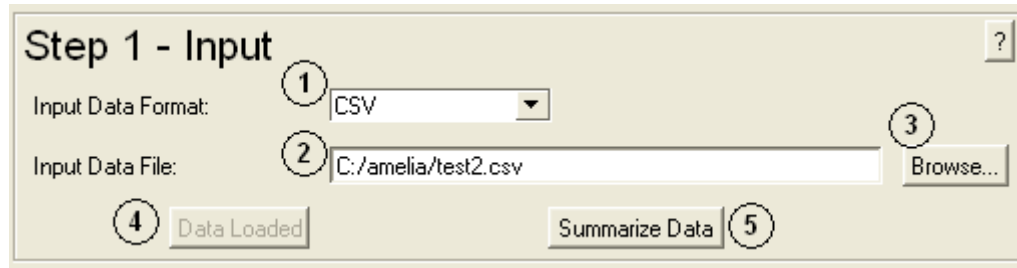 Step 1 - Input
?
1
Input Data Format: CSV
3
2
Input Data File: C:/amelia/test2.csv Browse...
4 Data Loaded Summarize Data 5